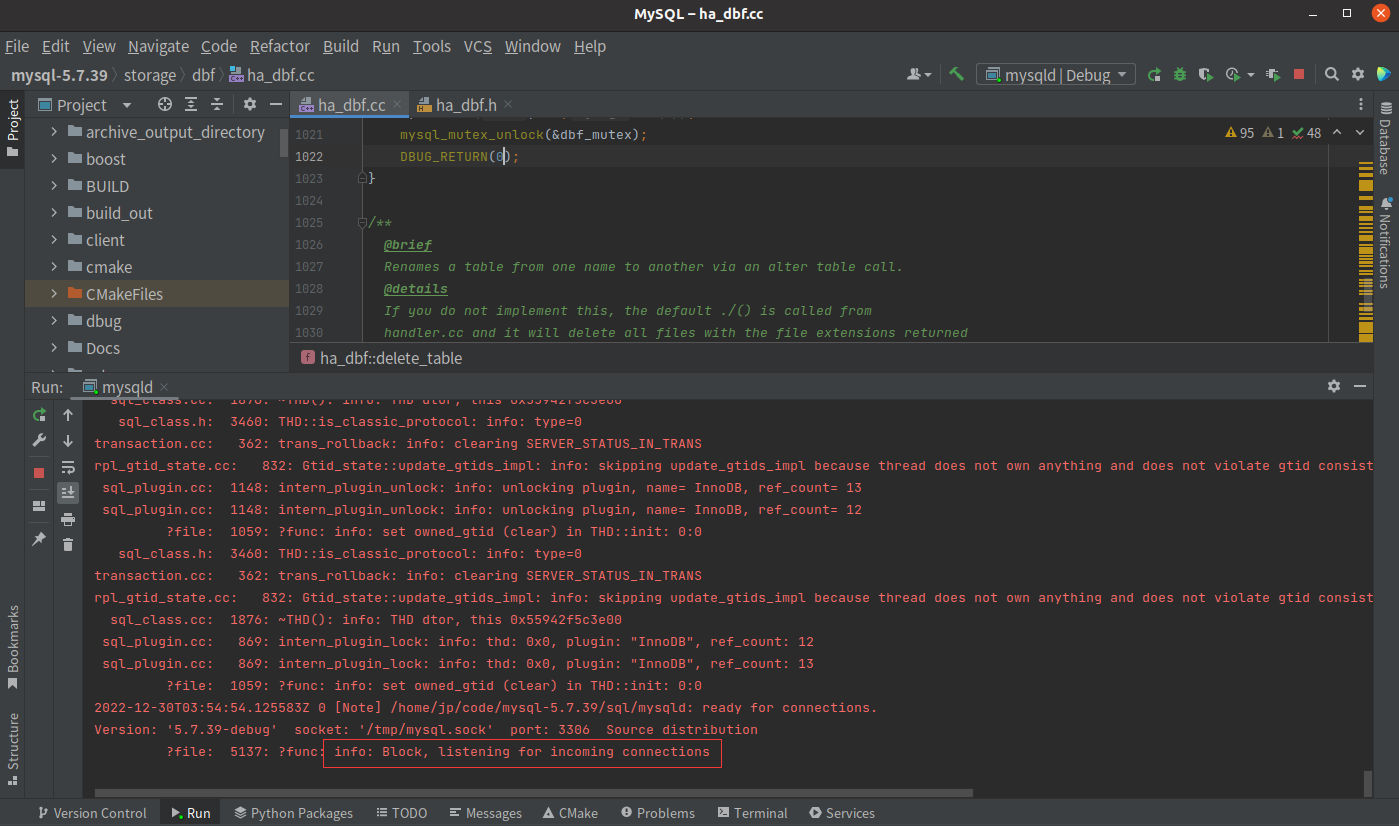 MySQL – ha_dbf.cc
File Edit View Navigate Code Refactor Build Run Tools VCS Window Help
mysql-5.7.39 storage dbf ha_dbf.cc
mysqld | Debug
Project
Project
ha_dbf.cc
ha_dbf.h
archive_output_directory
boost
BUILD
build_out
client
cmake
CMakeFiles
dbug
Docs
1021 mysql_mutex_unlock(&dbf_mutex);
1022 DBUG_RETURN(0);
1023 }
1024
1025 /**
1026 @brief
1027 Renames a table from one name to another via an alter table call.
1028 @details
1029 If you do not implement this, the default ./() is called from
1030 handler.cc and it will delete all files with the file extensions returned
95 1 48
ha_dbf::delete_table
Database
Notifications
Run: mysqld
sql_class.cc: 1876: ~THD(): info: THD dtor, this 0x55942f5c3e00
sql_class.h: 3460: THD::is_classic_protocol: info: type=0
transaction.cc: 362: trans_rollback: info: clearing SERVER_STATUS_IN_TRANS
rpl_gtid_state.cc: 832: Gtid_state::update_gtids_impl: info: skipping update_gtids_impl because thread does not own anything and does not violate gtid consist
sql_plugin.cc: 1148: intern_plugin_unlock: info: unlocking plugin, name= InnoDB, ref_count= 13
sql_plugin.cc: 1148: intern_plugin_unlock: info: unlocking plugin, name= InnoDB, ref_count= 12
?file: 1059: ?func: info: set owned_gtid (clear) in THD::init: 0:0
sql_class.h: 3460: THD::is_classic_protocol: info: type=0
transaction.cc: 362: trans_rollback: info: clearing SERVER_STATUS_IN_TRANS
rpl_gtid_state.cc: 832: Gtid_state::update_gtids_impl: info: skipping update_gtids_impl because thread does not own anything and does not violate gtid consist
sql_class.cc: 1876: ~THD(): info: THD dtor, this 0x55942f5c3e00
sql_plugin.cc: 869: intern_plugin_lock: info: thd: 0x0, plugin: "InnoDB", ref_count: 12
sql_plugin.cc: 869: intern_plugin_lock: info: thd: 0x0, plugin: "InnoDB", ref_count: 13
?file: 1059: ?func: info: set owned_gtid (clear) in THD::init: 0:0
2022-12-30T03:54:54.125583Z 0 [Note] /home/jp/code/mysql-5.7.39/sql/mysqld: ready for connections.
Version: '5.7.39-debug' socket: '/tmp/mysql.sock' port: 3306 Source distribution
?file: 5137: ?func: info: Block, listening for incoming connections
Bookmarks
Structure
Version Control Run Python Packages TODO Messages CMake Problems Terminal Services